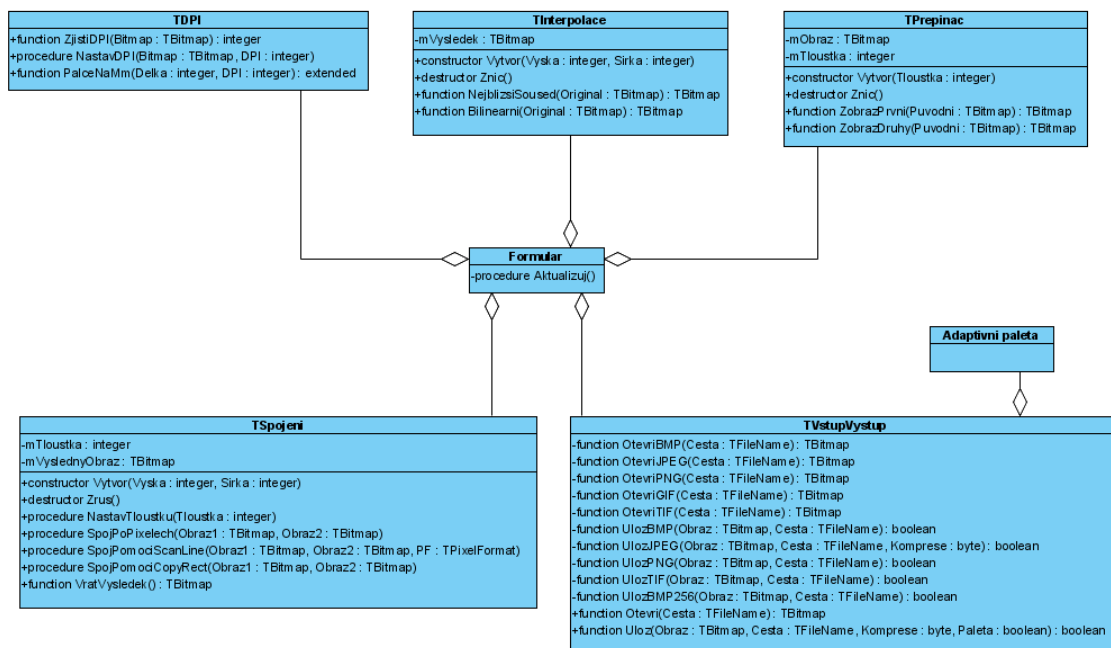 TDPI
+function ZjistiDPI(Bitmap : TBitmap) : integer
+procedure NastavDPI(Bitmap : TBitmap, DPI : integer)
+function PalceNaMm(Delka : integer, DPI : integer) : extended
TInterpolace
-mVysledek : TBitmap
+constructor Vytvor(Vyska : integer, Sirka : integer)
+destructor Znic()
+function NejblizsiSoused(Original : TBitmap) : TBitmap
+function Bilinearni(Original : TBitmap) : TBitmap
TPrepinac
-mObraz : TBitmap
-mTloustka : integer
+constructor Vytvor(Tloustka : integer)
+destructor Znic()
+function ZobrazPrvni(Puvodni : TBitmap) : TBitmap
+function ZobrazDruhy(Puvodni : TBitmap) : TBitmap
Formular
-procedure Aktualizuj()
Adaptivni paleta
TSpojeni
-mTloustka : integer
-mVyslednyObraz : TBitmap
+constructor Vytvor(Vyska : integer, Sirka : integer)
+destructor Zrus()
+procedure NastavTloustku(Tloustka : integer)
+procedure SpojPoPixelech(Obraz1 : TBitmap, Obraz2 : TBitmap)
+procedure SpojPomociScanLine(Obraz1 : TBitmap, Obraz2 : TBitmap, PF : TPixelFormat)
+procedure SpojPomociCopyRect(Obraz1 : TBitmap, Obraz2 : TBitmap)
+function VratVysledek() : TBitmap
TVstupVystup
-function OtevriBMP(Cesta : TFileName) : TBitmap
-function OtevriJPEG(Cesta : TFileName) : TBitmap
-function OtevriPNG(Cesta : TFileName) : TBitmap
-function OtevriGIF(Cesta : TFileName) : TBitmap
-function OtevriTIF(Cesta : TFileName) : TBitmap
-function UlozBMP(Obraz : TBitmap, Cesta : TFileName) : boolean
-function UlozJPEG(Obraz : TBitmap, Cesta : TFileName, Komprese : byte) : boolean
-function UlozPNG(Obraz : TBitmap, Cesta : TFileName) : boolean
-function UlozTIF(Obraz : TBitmap, Cesta : TFileName) : boolean
-function UlozBMP256(Obraz : TBitmap, Cesta : TFileName) : boolean
+function Otevri(Cesta : TFileName) : TBitmap
+function Uloz(Obraz : TBitmap, Cesta : TFileName, Komprese : byte, Paleta : boolean) : boolean